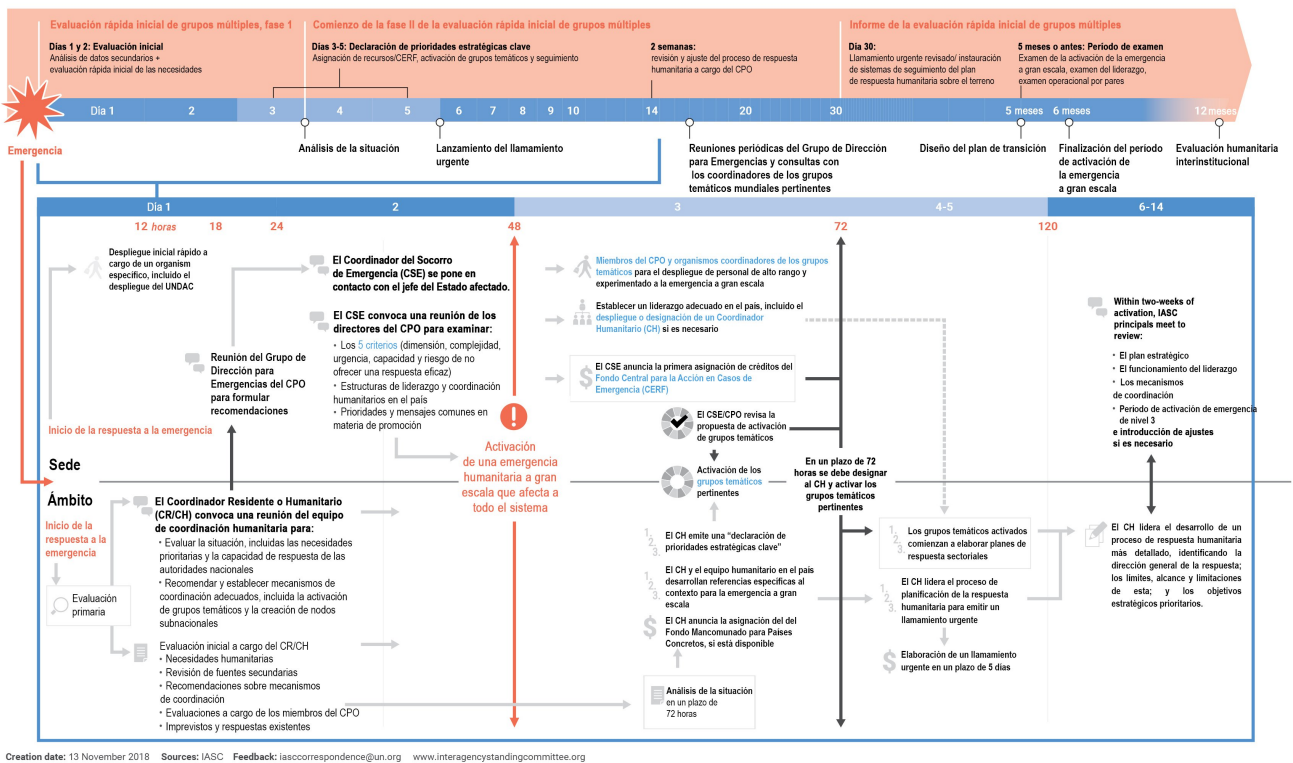 Evaluación rápida inicial de grupos múltiples, fase 1
Días 1 y 2: Evaluación inicial
Análisis de datos secundarios +
evaluación rápida inicial de las necesidades
Comienzo de la fase II de la evaluación rápida inicial de grupos múltiples
Días 3-5: Declaración de prioridades estratégicas clave
Asignación de recursos/CERF, activación de grupos temáticos y seguimiento
2 semanas:
revisión y ajuste del proceso de respuesta
humanitaria a cargo del CPO
Informe de la evaluación rápida inicial de grupos múltiples
Día 30:
Llamamiento urgente revisado/ instauración
de sistemas de seguimiento del plan
de respuesta humanitaria sobre el terreno
5 meses o antes: Período de examen
Examen de la activación de la emergencia
a gran escala, examen del liderazgo,
examen operacional por pares
Día 1 2 3 4 5 6 7 8 9 10 14 20 30 5 meses 6 meses 12 meses
Emergencia
Análisis de la situación
Lanzamiento del llamamiento
urgente
Reuniones periódicas del Grupo de Dirección
para Emergencias y consultas con
los coordinadores de los grupos
temáticos mundiales pertinentes
Diseño del plan de transición
Finalización del período
de activación de
la emergencia
a gran escala
Evaluación humanitaria
interinstitucional
Día 1 2 3 4-5 6-14
12 horas 18 24 48 72 120
Despliegue inicial rápido a
cargo de un organism
específico, incluido el
despliegue del UNDAC
Reunión del Grupo de
Dirección para
Emergencias del CPO
para formular
recomendaciones
El Coordinador del Socorro
de Emergencia (CSE) se pone en
contacto con el jefe del Estado afectado.
El CSE convoca una reunión de los
directores del CPO para examinar:
• Los 5 criterios (dimensión, complejidad,
urgencia, capacidad y riesgo de no
ofrecer una respuesta eficaz)
• Estructuras de liderazgo y coordinación
humanitarios en el país
• Prioridades y mensajes comunes en
materia de promoción
Inicio de la respuesta a la emergencia
Sede
Ámbito
Inicio de la
respuesta a la
emergencia
Evaluación
primaria
El Coordinador Residente o Humanitario
(CR/CH) convoca una reunión del equipo
de coordinación humanitaria para:
• Evaluar la situación, incluidas las necesidades
prioritarias y la capacidad de respuesta de las
autoridades nacionales
• Recomendar y establecer mecanismos de
coordinación adecuados, incluida la activación
de grupos temáticos y la creación de nodos
subnacionales
Evaluación inicial a cargo del CR/CH
• Necesidades humanitarias
• Revisión de fuentes secundarias
• Recomendaciones sobre mecanismos
de coordinación
• Evaluaciones a cargo de los miembros del CPO
• Imprevistos y respuestas existentes
!
Activación
de una emergencia
humanitaria a gran
escala que afecta a
todo el sistema
Miembros del CPO y organismos coordinadores de los grupos
temáticos para el despliegue de personal de alto rango y
experimentado a la emergencia a gran escala
Establecer un liderazgo adecuado en el país, incluido el
despliegue o designación de un Coordinador
Humanitario (CH) si es necesario
$
El CSE anuncia la primera asignación de créditos del
Fondo Central para la Acción en Casos de
Emergencia (CERF)
El CSE/CPO revisa la
propuesta de activación
de grupos temáticos
Activación de los
grupos temáticos
pertinentes
1
2
3.
El CH emite una “declaración de
prioridades estratégicas clave”
1
2
3.
El CH y el equipo humanitario en el país
desarrollan referencias específicas al
contexto para la emergencia a gran
escala
$
El CH anuncia la asignación del del
Fondo Mancomunado para Países
Concretos, si está disponible
Análisis de la situación
en un plazo de
72 horas
En un plazo de 72
horas se debe designar
al CH y activar los
grupos temáticos
pertinentes
1
2
3.
Los grupos temáticos activados
comienzan a elaborar planes de
respuesta sectoriales
1
2
3.
El CH lidera el proceso de
planificación de la respuesta
humanitaria para emitir un
llamamiento urgente
$
Elaboración de un llamamiento
urgente en un plazo de 5 días
Within two-weeks of
activation, IASC
principals meet to
review:
• El plan estratégico
• El funcionamiento del liderazgo
• Los mecanismos
de coordinación
• Período de activación de emergencia
de nivel 3
e introducción de ajustes
si es necesario
El CH lidera el desarrollo de un
proceso de respuesta humanitaria
más detallado, identificando la
dirección general de la respuesta;
los límites, alcance y limitaciones
de esta; y los objetivos
estratégicos prioritarios.
Creation date: 13 November 2018 Sources: IASC Feedback: iasccorrespondence@un.org www.interagencystandingcommittee.org